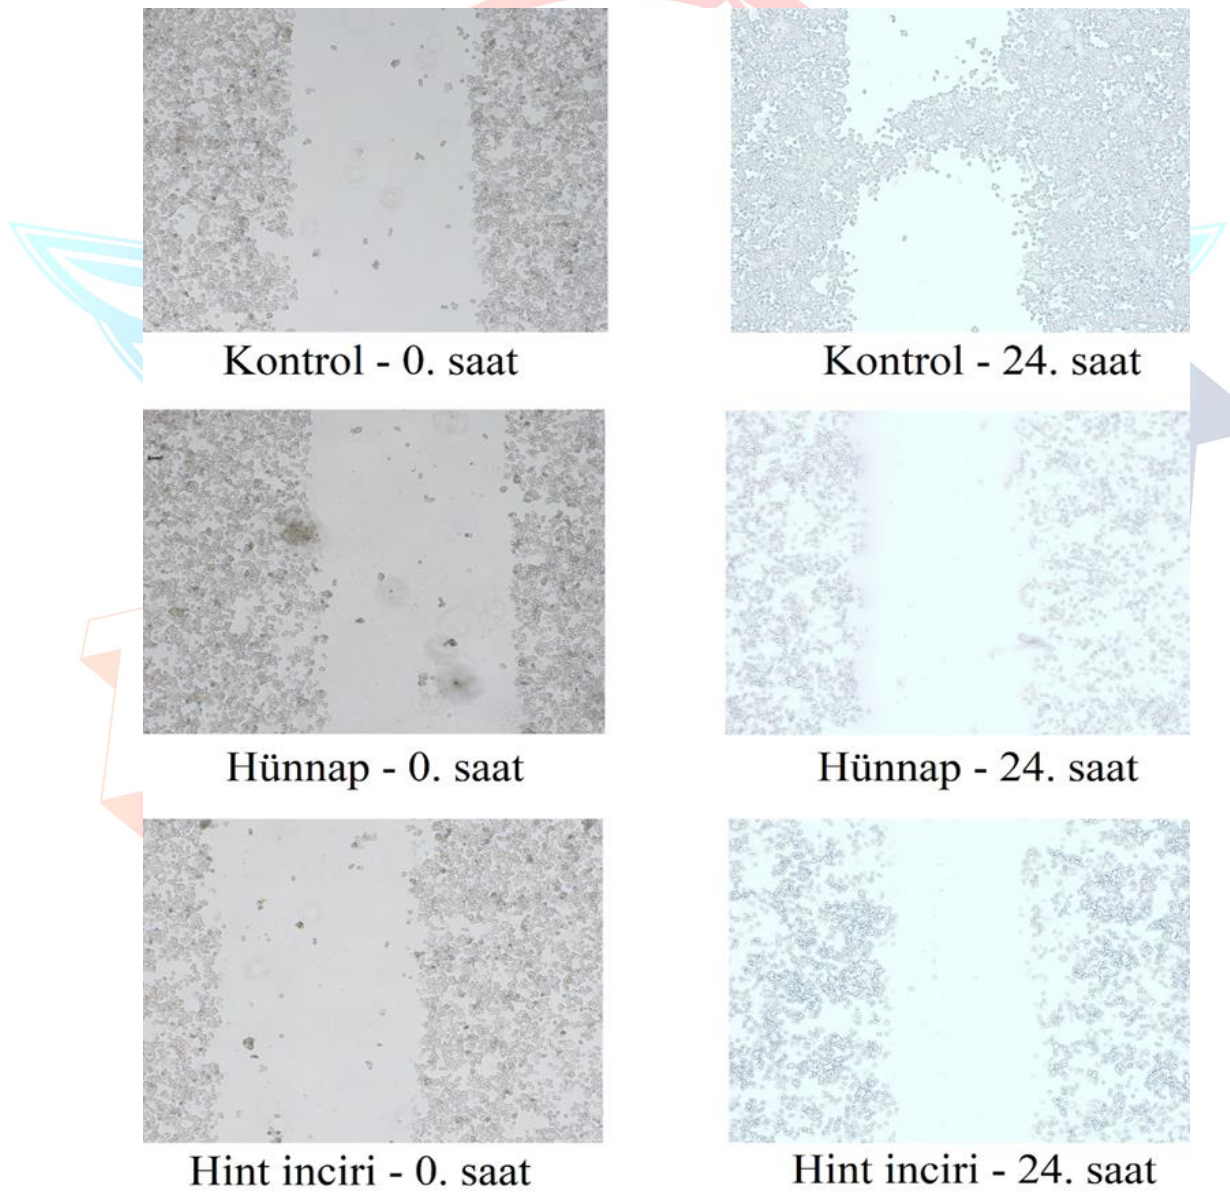 Kontrol - 0. saat
Kontrol - 24. saat
Hünnap - 0. saat
Hünnap - 24. saat
Hint inciri - 0. saat
Hint inciri - 24. saat